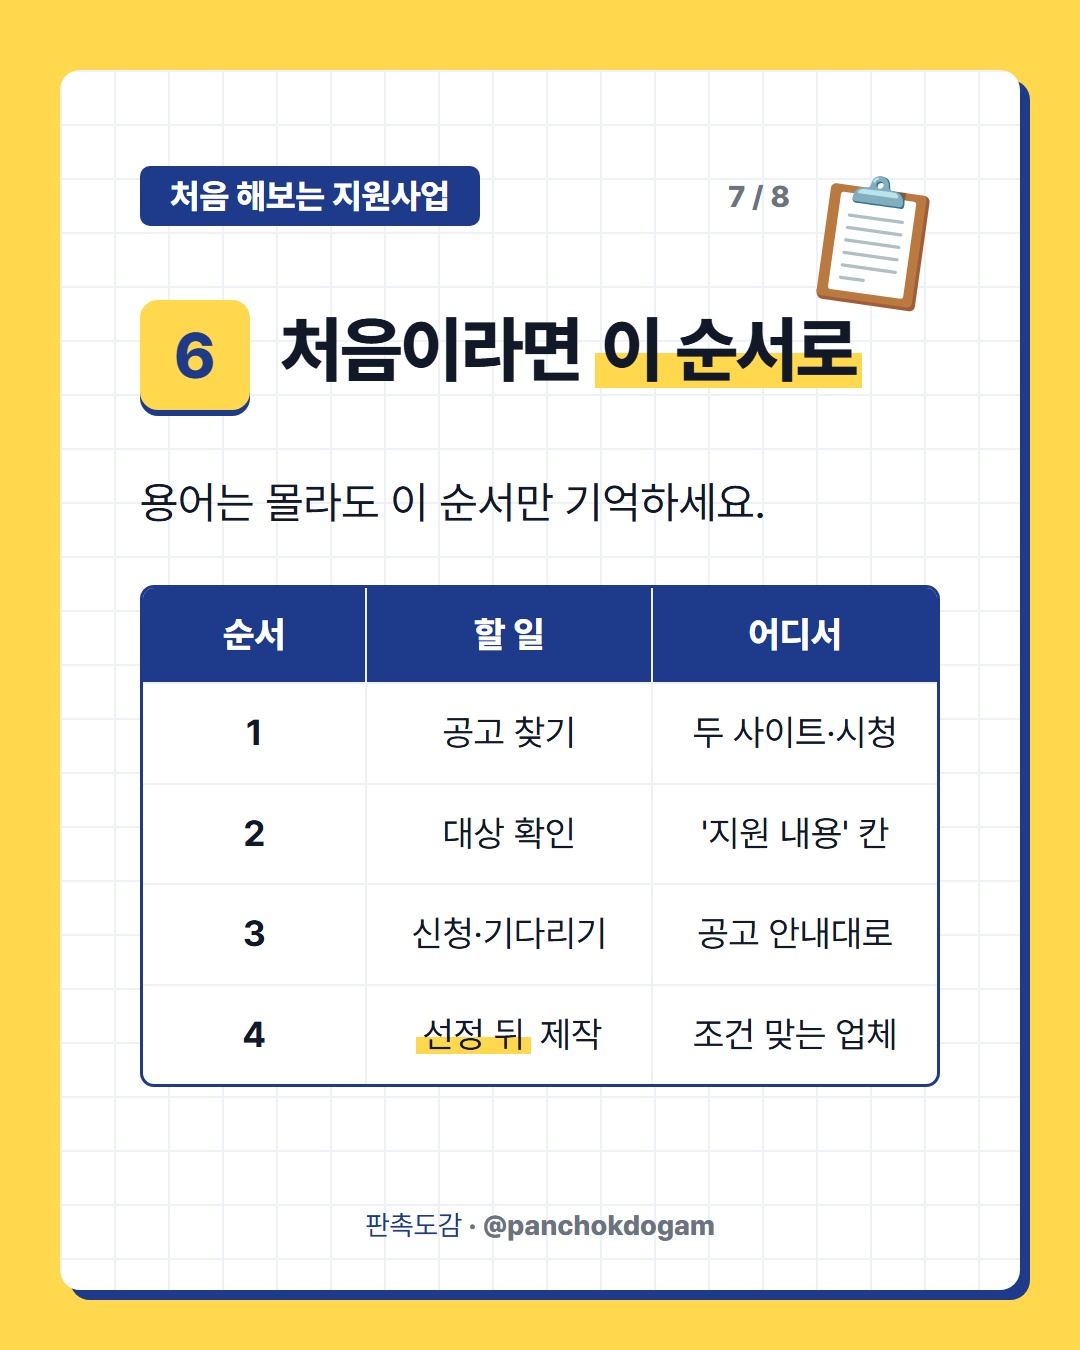 처음 해보는 지원사업
7 / 8
6
처음이라면 이 순서로
용어는 몰라도 이 순서만 기억하세요.
순서 할 일 어디서
1 공고 찾기 두 사이트·시청
2 대상 확인 '지원 내용' 칸
3 신청·기다리기 공고 안내대로
4 선정 뒤 제작 조건 맞는 업체
판촉도감 · @panchokdogam